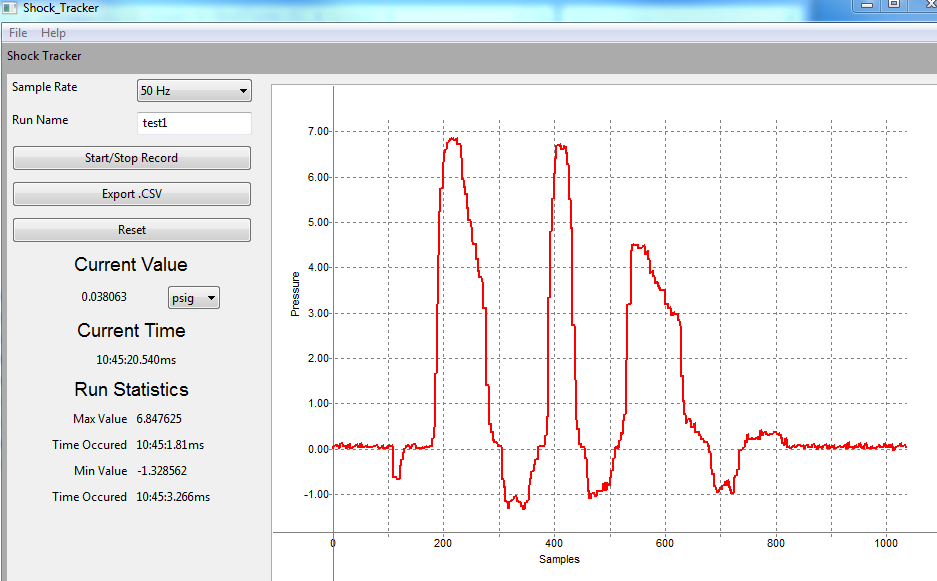 Shock_Tracker
File Help
Shock Tracker
Sample Rate 50 Hz
Run Name test1
Start/Stop Record
Export .CSV
Reset
Current Value
0.038063 psig
Current Time
10:45:20.540ms
Run Statistics
Max Value 6.847625
Time Occured 10:45:1.81ms
Min Value -1.328562
Time Occured 10:45:3.266ms
Pressure
7.00
6.00
5.00
4.00
3.00
2.00
1.00
0.00
-1.00
0 200 400 600 800 1000
Samples